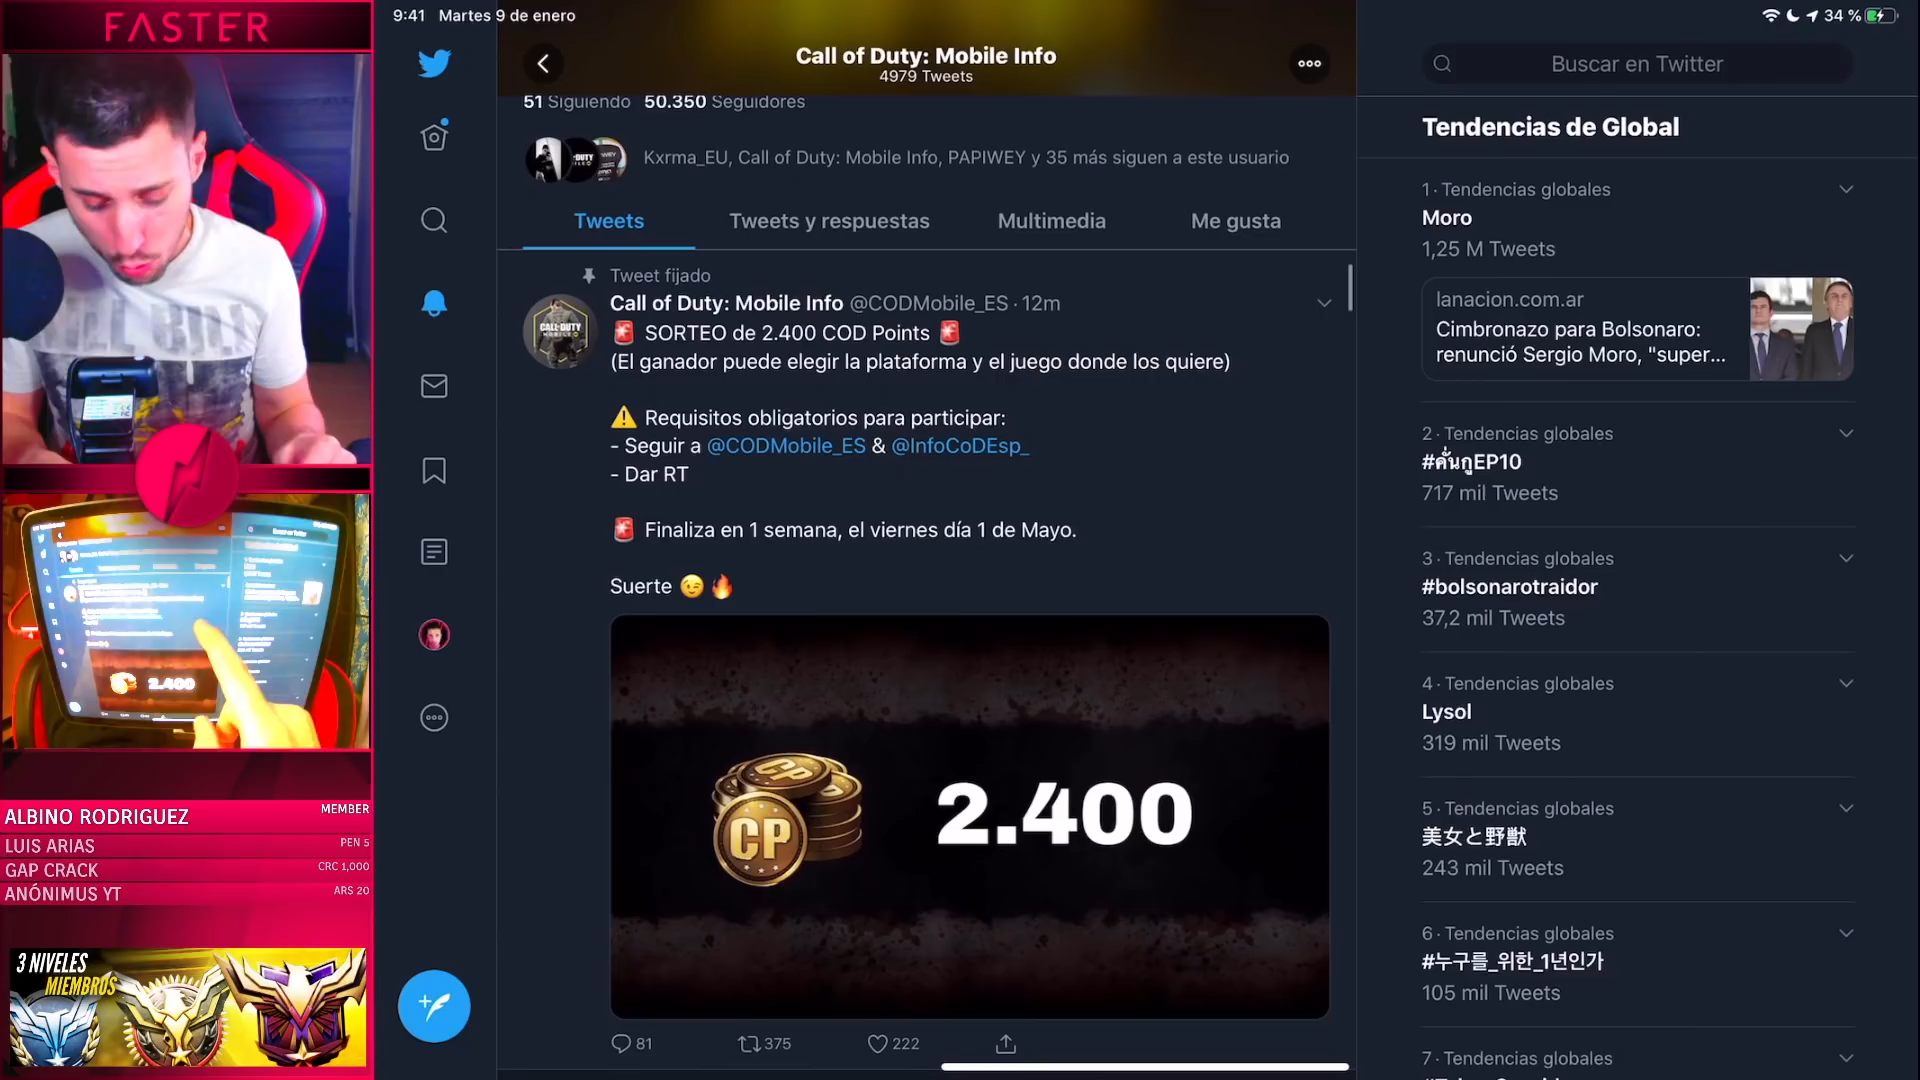 FASTER
ALBINO RODRIGUEZ MEMBER
LUIS ARIAS PEN 5
GAP CRACK CRC 1,000
ANÓNIMUS YT ARS 20
3 NIVELES
MIEMBROS
9:41 Martes 9 de enero
34 %
Call of Duty: Mobile Info
4979 Tweets
51 Siguiendo 50.350 Seguidores
Kxrma_EU, Call of Duty: Mobile Info, PAPIWEY y 35 más siguen a este usuario
Tweets Tweets y respuestas Multimedia Me gusta
Tweet fijado
Call of Duty: Mobile Info @CODMobile_ES · 12m
🚨 SORTEO de 2.400 COD Points 🚨
(El ganador puede elegir la plataforma y el juego donde los quiere)
⚠️ Requisitos obligatorios para participar:
- Seguir a @CODMobile_ES & @InfoCoDEsp_
- Dar RT
🚨 Finaliza en 1 semana, el viernes día 1 de Mayo.
Suerte 😉 🔥
CP
CP
2.400
81 375 222
Buscar en Twitter
Tendencias de Global
1 · Tendencias globales
Moro
1,25 M Tweets
lanacion.com.ar
Cimbronazo para Bolsonaro:
renunció Sergio Moro, "super...
2 · Tendencias globales
#คั่นกูEP10
717 mil Tweets
3 · Tendencias globales
#bolsonarotraidor
37,2 mil Tweets
4 · Tendencias globales
Lysol
319 mil Tweets
5 · Tendencias globales
美女と野獣
243 mil Tweets
6 · Tendencias globales
#누구를_위한_1년인가
105 mil Tweets
7 · Tendencias globales
CALL OF DUTY
MOBILE
2.400